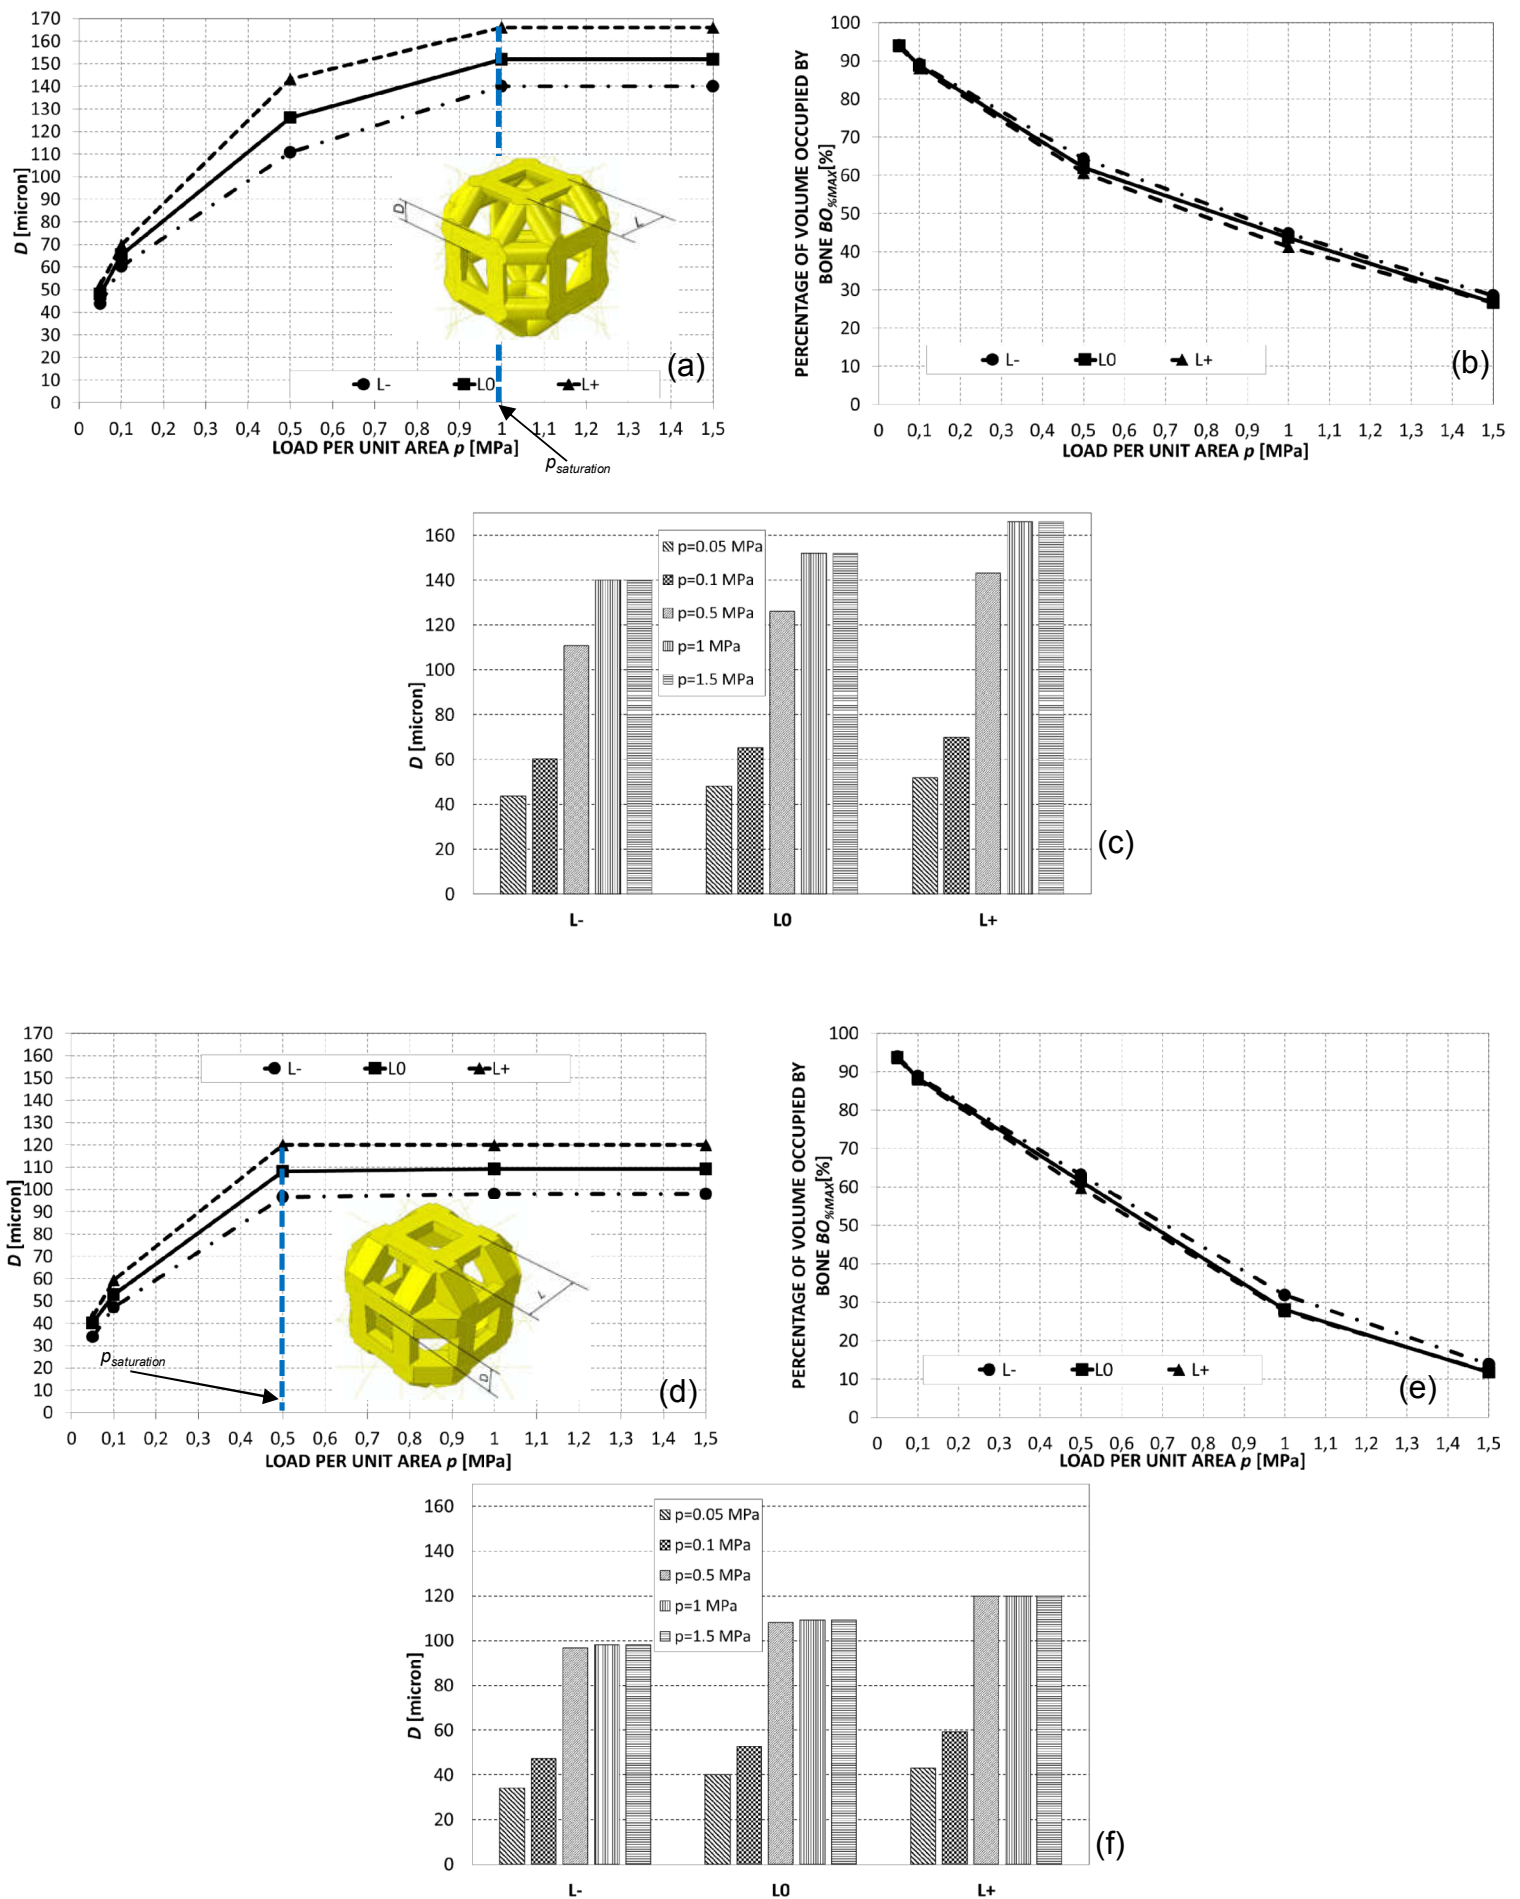 170
160
150
140
130
120
110
100
90
80
70
60
50
40
30
20
10
0
D [micron]
D
L
L-
L0
L+
(a)
0 0,1 0,2 0,3 0,4 0,5 0,6 0,7 0,8 0,9 1 1,1 1,2 1,3 1,4 1,5
LOAD PER UNIT AREA p [MPa]
p saturation
100
90
80
70
60
50
40
30
20
10
0
PERCENTAGE OF VOLUME OCCUPIED BY
BONE BO%MAX[%]
L-
L0
L+
(b)
0 0,1 0,2 0,3 0,4 0,5 0,6 0,7 0,8 0,9 1 1,1 1,2 1,3 1,4 1,5
LOAD PER UNIT AREA p [MPa]
160
140
120
100
80
60
40
20
0
D [micron]
p=0.05 MPa
p=0.1 MPa
p=0.5 MPa
p=1 MPa
p=1.5 MPa
L-
L0
L+
(c)
170
160
150
140
130
120
110
100
90
80
70
60
50
40
30
20
10
0
D [micron]
L-
L0
L+
L
D
p saturation
(d)
0 0,1 0,2 0,3 0,4 0,5 0,6 0,7 0,8 0,9 1 1,1 1,2 1,3 1,4 1,5
LOAD PER UNIT AREA p [MPa]
100
90
80
70
60
50
40
30
20
10
0
PERCENTAGE OF VOLUME OCCUPIED BY
BONE BO%MAX[%]
L-
L0
L+
(e)
0 0,1 0,2 0,3 0,4 0,5 0,6 0,7 0,8 0,9 1 1,1 1,2 1,3 1,4 1,5
LOAD PER UNIT AREA p [MPa]
160
140
120
100
80
60
40
20
0
D [micron]
p=0.05 MPa
p=0.1 MPa
p=0.5 MPa
p=1 MPa
p=1.5 MPa
L-
L0
L+
(f)